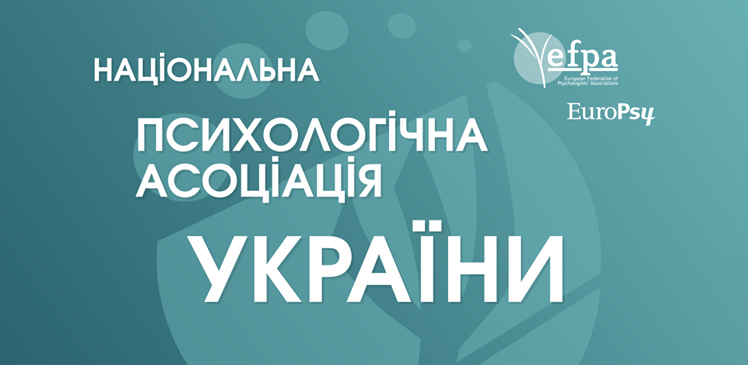 НАЦІОНАЛЬНА
ПСИХОЛОГІЧНА
АСОЦІАЦІЯ
УКРАЇНИ
efpa
European Federation of
Psychologists' Associations
EuroPsy